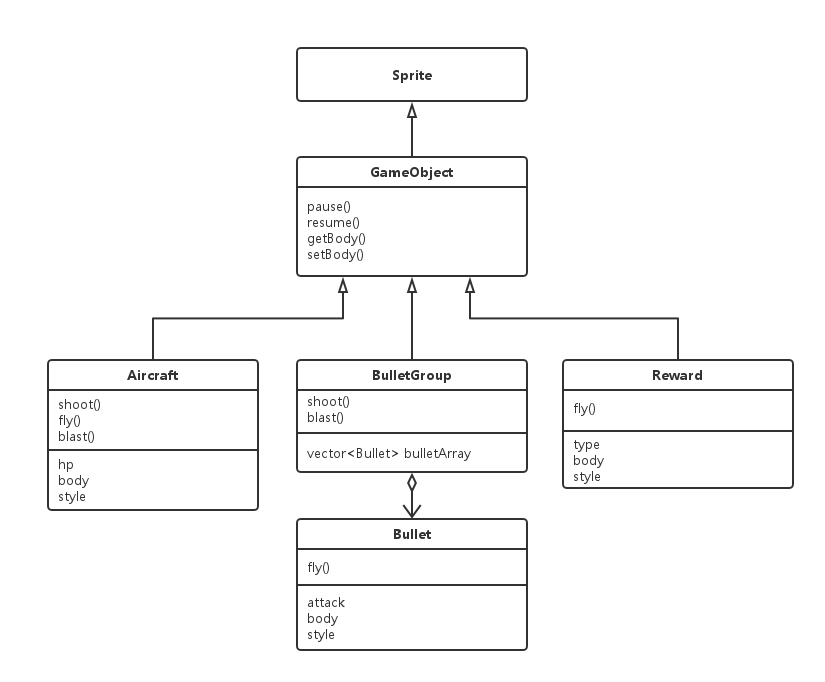 Sprite
GameObject
pause()
resume()
getBody()
setBody()
Aircraft
shoot()
fly()
blast()
hp
body
style
BulletGroup
shoot()
blast()
vector<Bullet> bulletArray
Reward
fly()
type
body
style
Bullet
fly()
attack
body
style